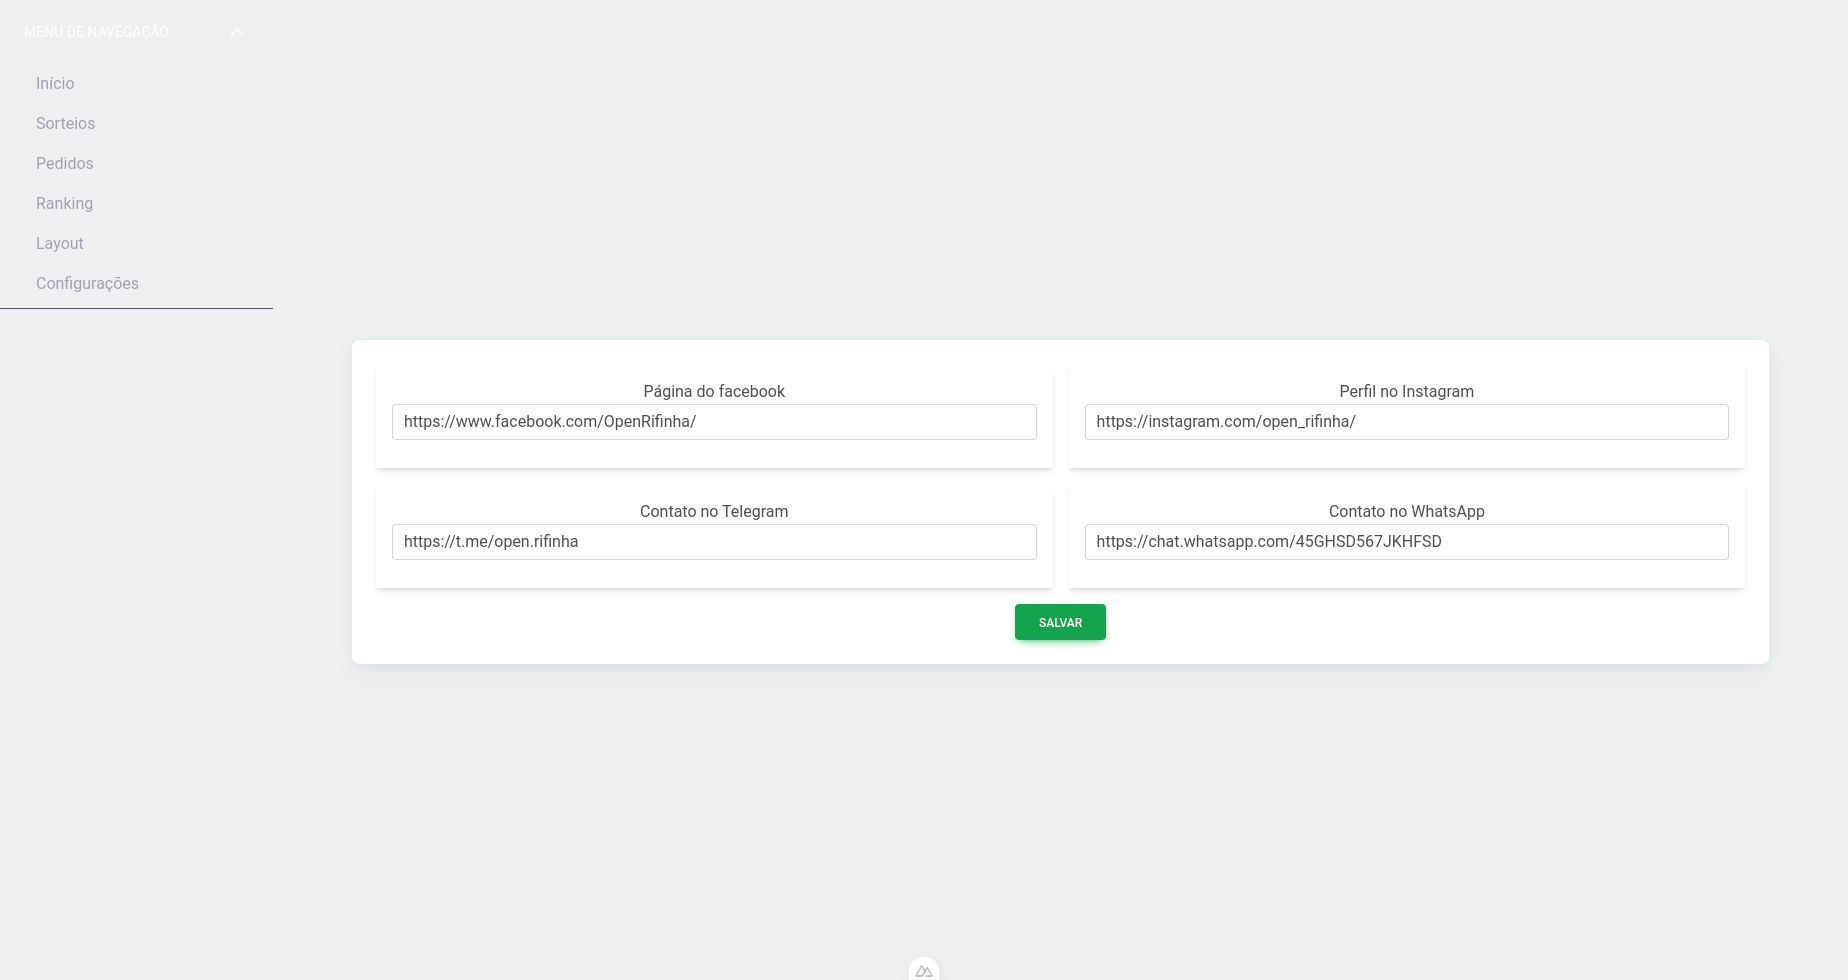 MENU DE NAVEGAÇÃO
Início
Sorteios
Pedidos
Ranking
Layout
Configurações
Página do facebook
https://www.facebook.com/OpenRifinha/
Perfil no Instagram
https://instagram.com/open_rifinha/
Contato no Telegram
https://t.me/open.rifinha
Contato no WhatsApp
https://chat.whatsapp.com/45GHSD567JKHFSD
SALVAR